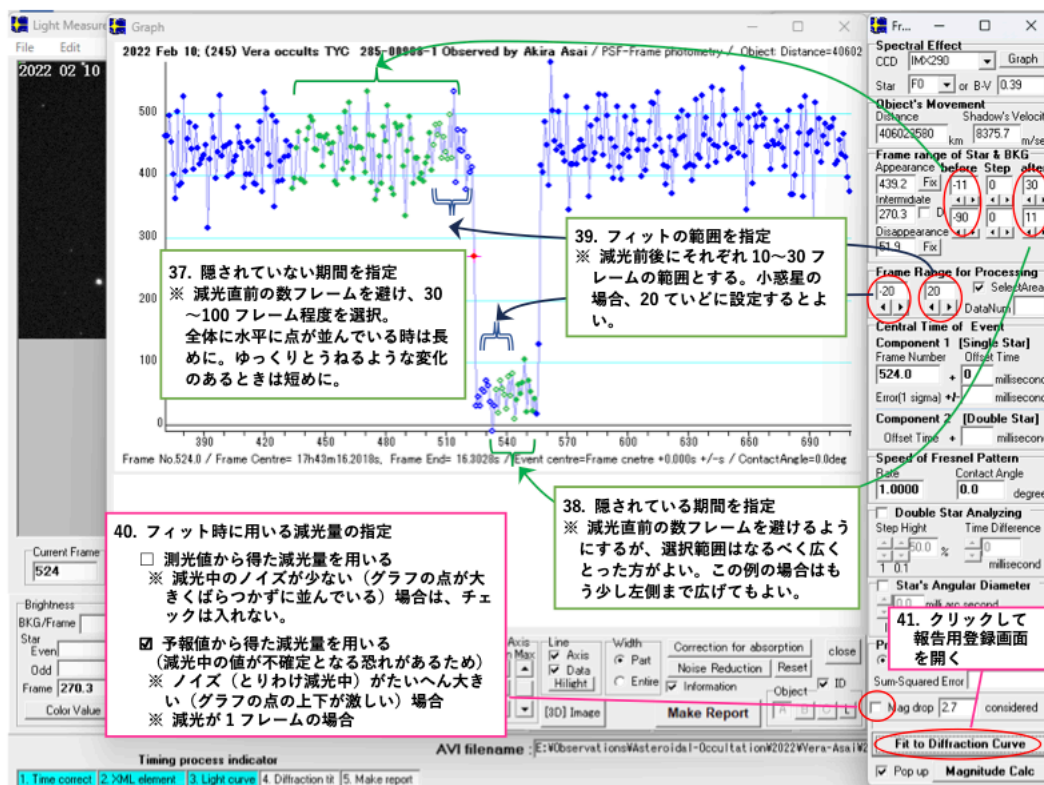 Light Measure
File Edit
2022 02 10
Graph
2022 Feb 10; (245) Vera occults TYC 285-00908-1 Observed by Akira Asai / PSF-Frame photometry / Object Distance=40602
500
400
300
200
100
0
390
420
450
480
510
540
570
600
630
660
690
Frame No.524.0 / Frame Centre= 17h43m16.2018s, Frame End= 16.3028s / Event centre=Frame cnetre +0.000s +/-s / ContactAngle=0.0deg
37. 隠されていない期間を指定
※ 減光直前の数フレームを避け、30
~100 フレーム程度を選択。
全体に水平に点が並んでいる時は長
めに。ゆっくりとうねるような変化
のあるときは短めに。
39. フィットの範囲を指定
※ 減光前後にそれぞれ 10~30 フ
レームの範囲とする。小惑星の
場合、20 ていどに設定するとよ
い。
38. 隠されている期間を指定
※ 減光直前の数フレームを避けるよう
にするが、選択範囲はなるべく広く
とった方がよい。この例の場合はも
う少し左側まで広げてもよい。
40. フィット時に用いる減光量の指定
□ 測光値から得た減光量を用いる
※ 減光中のノイズが少ない（グラフの点が大
きくばらつかずに並んでいる）場合は、チェ
ックは入れない。
☑ 予報値から得た減光量を用いる
（減光中の値が不確定となる恐れがあるため）
※ ノイズ（とりわけ減光中）がたいへん大き
い（グラフの点の上下が激しい）場合
※ 減光が 1 フレームの場合
41. クリックして
報告用登録画面
を開く
Current Frame
524
Brightness
BKG/Frame
Star
Even
Odd
Frame 270.3
Color Value
Axis
Max
Line
Axis
Data
Hilight
[3D] Image
Width
Part
Entire
Correction for absorption
Noise Reduction Reset
Information
Make Report
close
ID
Object
A B C L
AVI filename : E:¥Observations¥Asteroidal-Occultation¥2022¥Vera-Asai¥2
Timing process indicator
1. Time correct 2. XML element 3. Light curve 4. Diffraction tit 5. Make report
Fr...
Spectral Effect
CCD IMX290 Graph
Star F0 or B-V 0.39
Object's Movement
Distance Shadow's Velocit
406023580 km 8375.7 m/sec
Frame range of Star & BKG
Appearance before Step after
439.2 Fix -11 0 30
Intermidiate
270.3 D -90 0 11
Disappearance
51.9 Fix
Frame Range for Processing
-20 20 SelectArea
DataNum
Central Time of Event
Component 1 [Single Star]
Frame Number Offset Time
524.0 + 0 millisecond
Error(1 sigma) +/- millisecond
Component 2 [Double Star]
Offset Time + millisecond
Speed of Fresnel Pattern
Rate Contact Angle
1.0000 0.0 degree
Double Star Analyzing
Step Hight Time Difference
50.0 % 0
1 0.1 millisecond
Star's Angular Diameter
0.0 milli arc second
Sum-Squared Error
Mag drop 2.7 considered
Fit to Diffraction Curve
Pop up Magnitude Calc